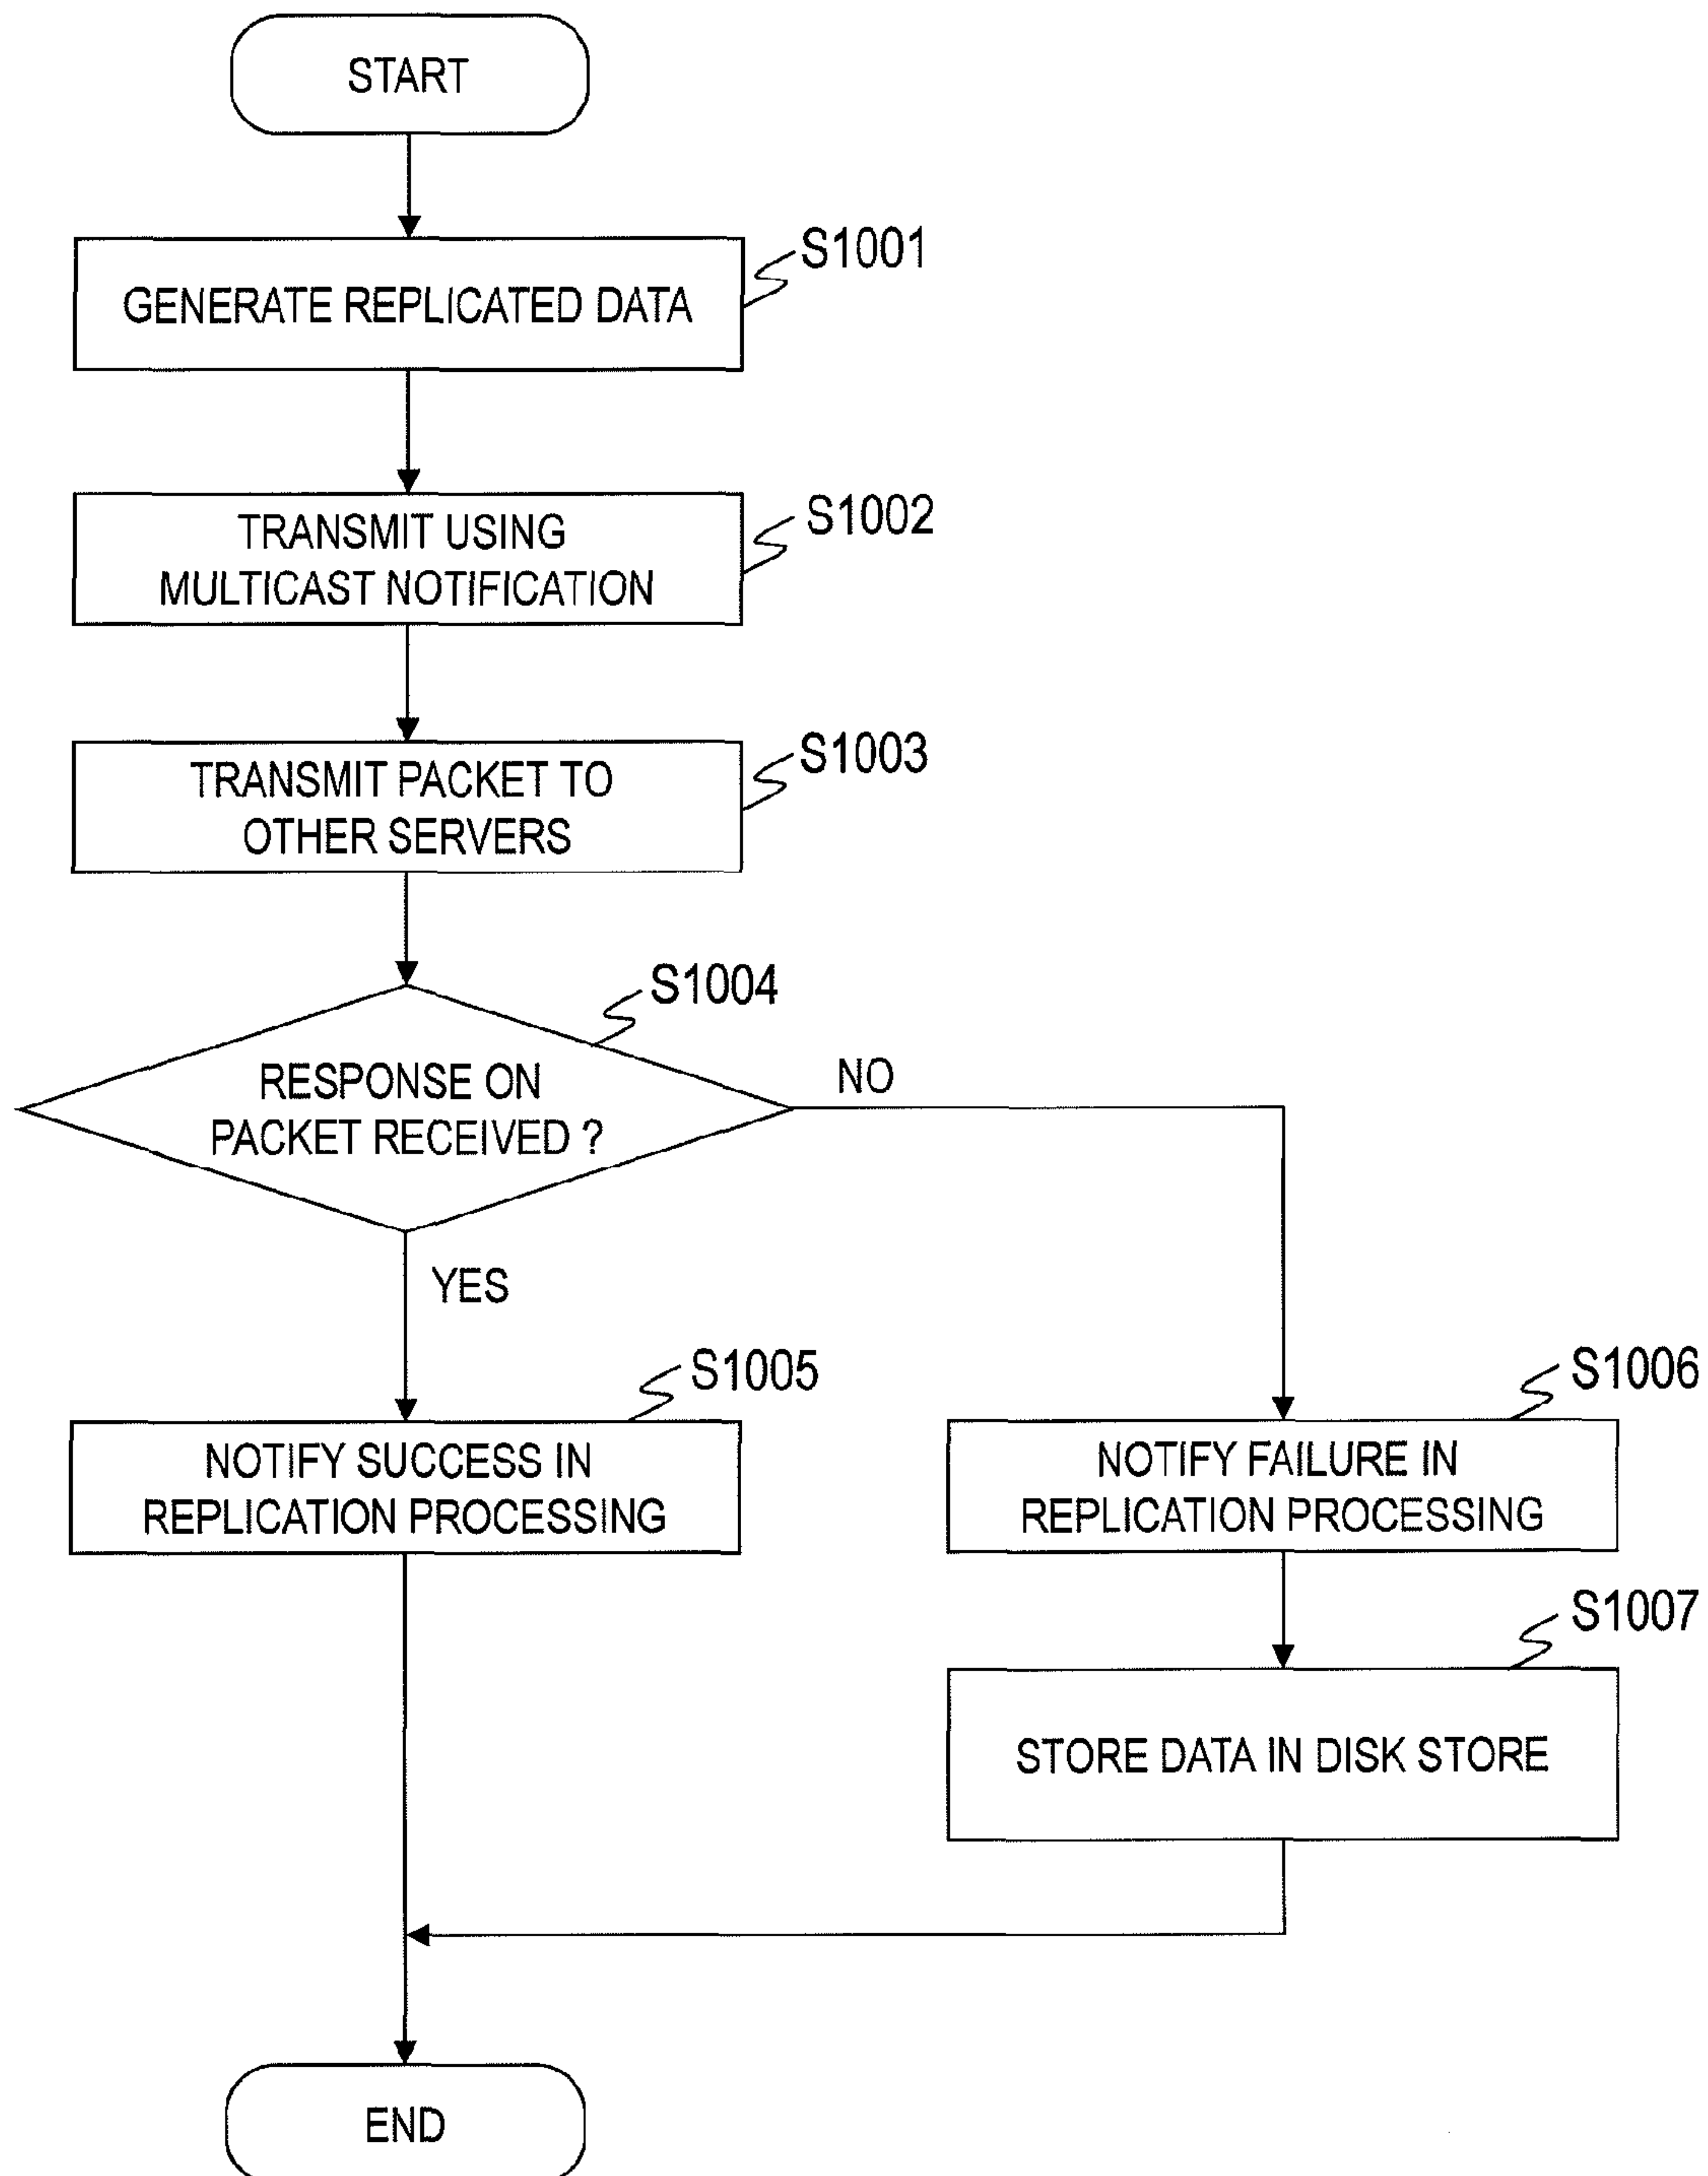 START
S1001
GENERATE REPLICATED DATA
S1002
TRANSMIT USING
MULTICAST NOTIFICATION
S1003
TRANSMIT PACKET TO
OTHER SERVERS
S1004
RESPONSE ON
PACKET RECEIVED ?
NO
YES
S1005
NOTIFY SUCCESS IN
REPLICATION PROCESSING
S1006
NOTIFY FAILURE IN
REPLICATION PROCESSING
S1007
STORE DATA IN DISK STORE
END